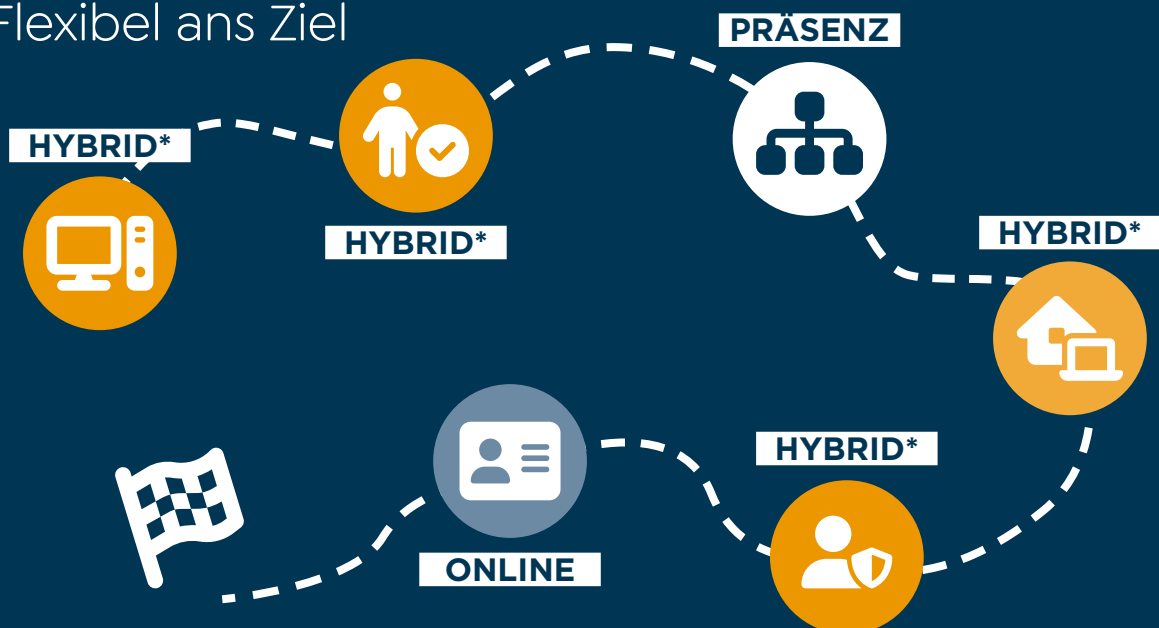 Flexibel ans Ziel
HYBRID*
HYBRID*
PRÄSENZ
HYBRID*
HYBRID*
ONLINE